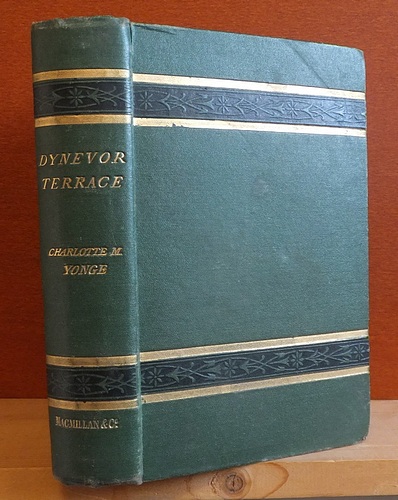 DYNEVOR
TERRACE
CHARLOTTE M.
YONGE
MACMILLAN & Co.